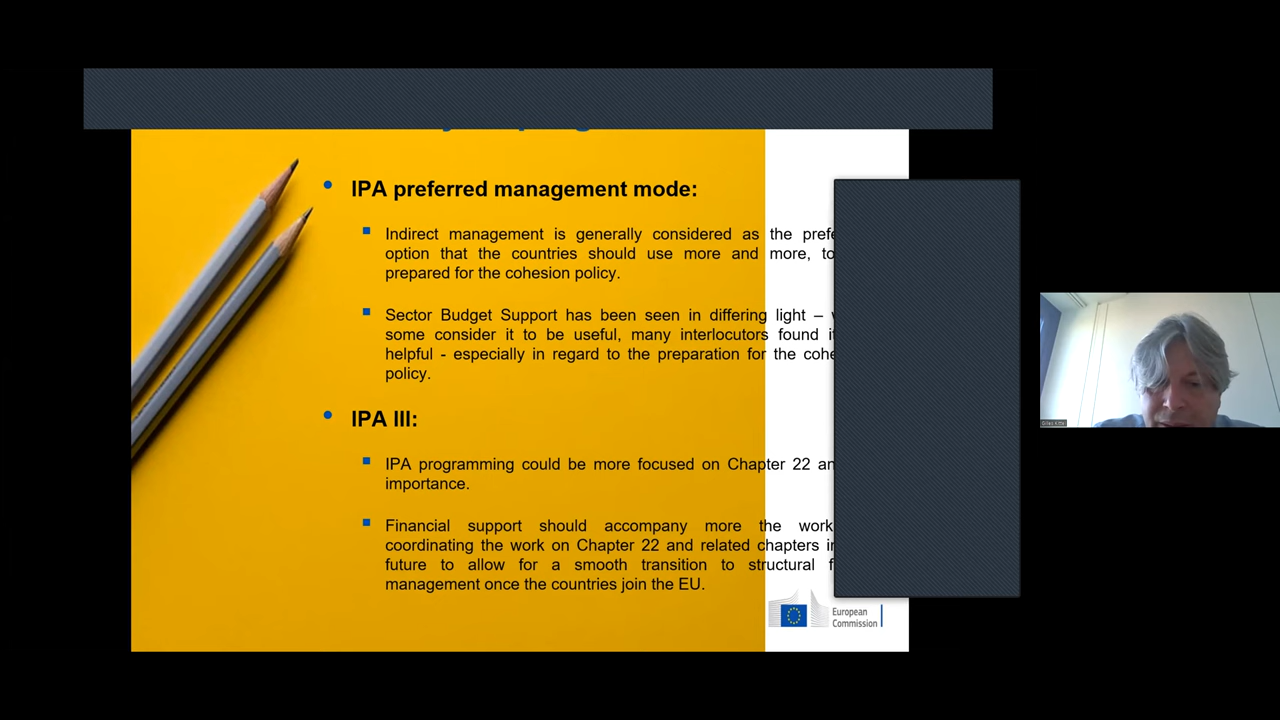 IPA preferred management mode:
Indirect management is generally considered as the
option that the countries should use more and more,
prepared for the cohesion policy.
Sector Budget Support has been seen in differing light –
some consider it to be useful, many interlocutors found
helpful - especially in regard to the preparation for the
policy.
IPA III:
IPA programming could be more focused on Chapter 22
importance.
Financial support should accompany more the work
coordinating the work on Chapter 22 and related chapters
future to allow for a smooth transition to structural
management once the countries join the EU.
European
Commission